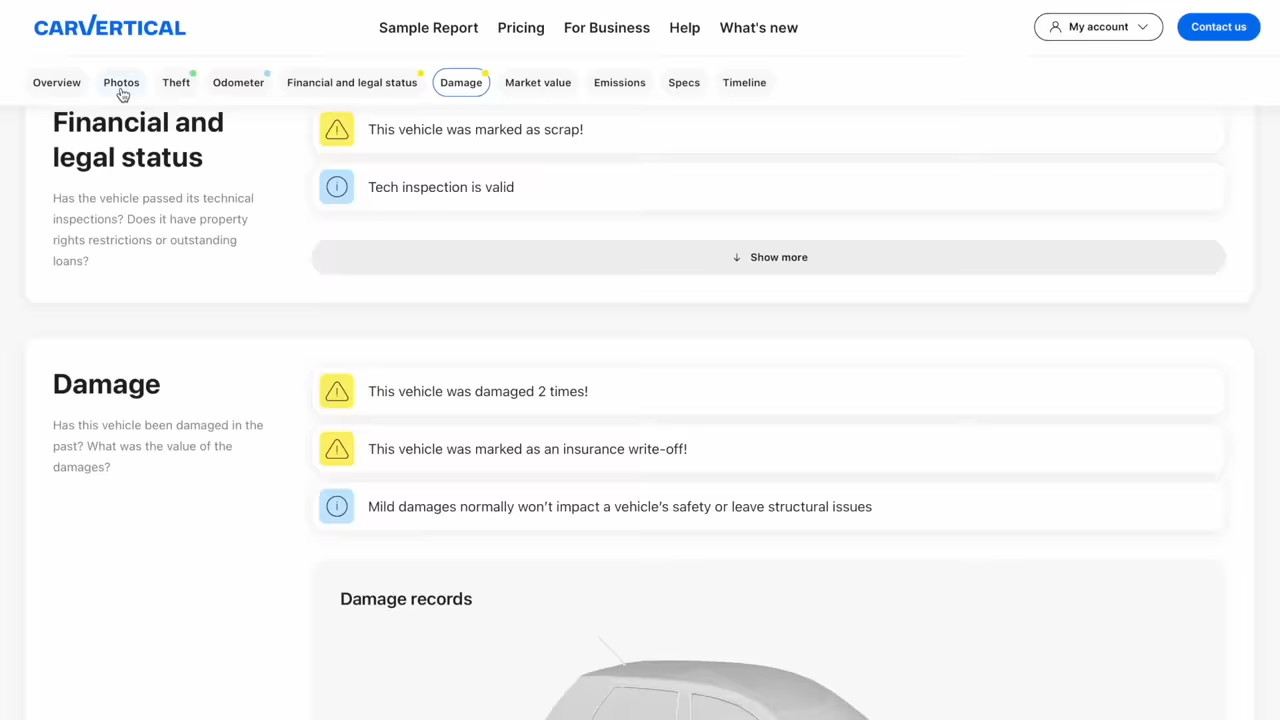 CARVERTICAL
Sample Report
Pricing
For Business
Help
What's new
My account
Contact us
Overview
Photos
Theft
Odometer
Financial and legal status
Damage
Market value
Emissions
Specs
Timeline
Financial and
legal status
Has the vehicle passed its technical
inspections? Does it have property
rights restrictions or outstanding
loans?
This vehicle was marked as scrap!
Tech inspection is valid
Show more
Damage
Has this vehicle been damaged in the
past? What was the value of the
damages?
This vehicle was damaged 2 times!
This vehicle was marked as an insurance write-off!
Mild damages normally won't impact a vehicle's safety or leave structural issues
Damage records